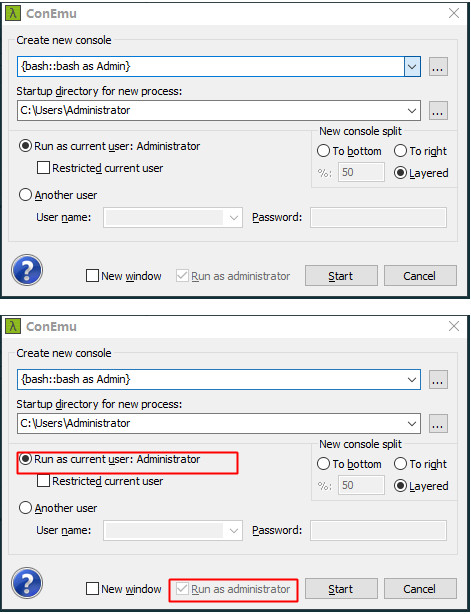 λ ConEmu
Create new console
{bash::bash as Admin}
...
Startup directory for new process:
C:\Users\Administrator
...
Run as current user: Administrator
Restricted current user
New console split
To bottom To right
%: 50 Layered
Another user
User name: Password:
?
New window Run as administrator Start Cancel
λ ConEmu
Create new console
{bash::bash as Admin}
...
Startup directory for new process:
C:\Users\Administrator
...
Run as current user: Administrator
Restricted current user
New console split
To bottom To right
%: 50 Layered
Another user
User name: Password:
?
New window Run as administrator Start Cancel